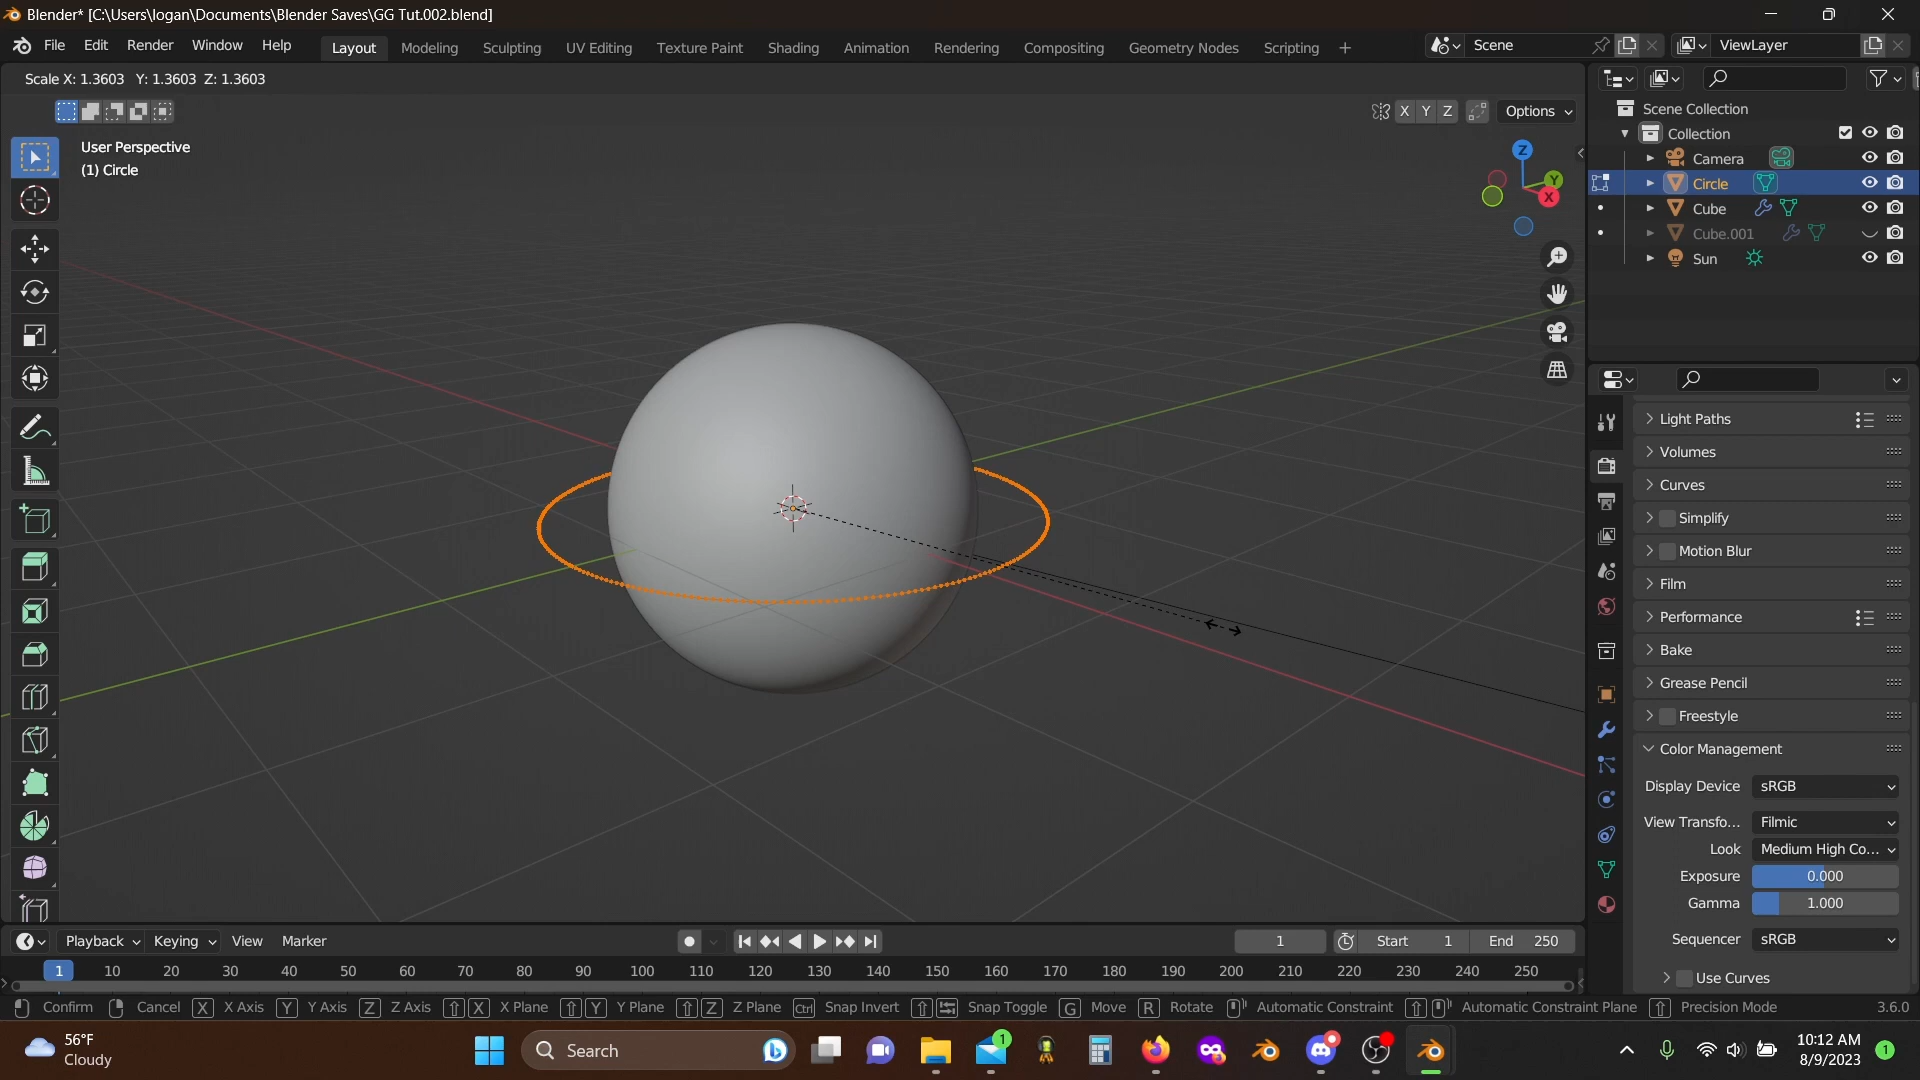 Blender* [C:\Users\logan\Documents\Blender Saves\GG Tut.002.blend]
File Edit Render Window Help Layout Modeling Sculpting UV Editing Texture Paint Shading Animation Rendering Compositing Geometry Nodes Scripting + Scene ViewLayer
Scale X: 1.3603 Y: 1.3603 Z: 1.3603
X Y Z Options
User Perspective
(1) Circle
Z
Y
X
Scene Collection
Collection
Camera
Circle
Cube
Cube.001
Sun
Light Paths
Volumes
Curves
Simplify
Motion Blur
Film
Performance
Bake
Grease Pencil
Freestyle
Color Management
Display Device sRGB
View Transfo... Filmic
Look Medium High Co...
Exposure 0.000
Gamma 1.000
Sequencer sRGB
Use Curves
Playback Keying View Marker 1 Start 1 End 250
1 10 20 30 40 50 60 70 80 90 100 110 120 130 140 150 160 170 180 190 200 210 220 230 240 250
Confirm Cancel X X Axis Y Y Axis Z Z Axis X X Plane Y Y Plane Z Z Plane Ctrl Snap Invert Snap Toggle G Move R Rotate Automatic Constraint Automatic Constraint Plane Precision Mode 3.6.0
56°F
Cloudy
Search
1
10:12 AM
8/9/2023
1